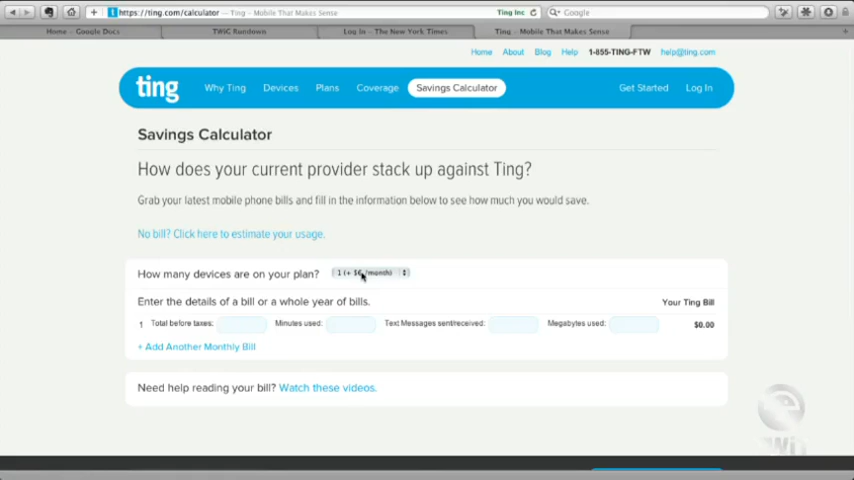 https://ting.com/calculator — Ting – Mobile That Makes Sense
Ting Inc
Google
Home – Google Docs
TWiC Rundown
Log In – The New York Times
Ting – Mobile That Makes Sense
Home About Blog Help 1-855-TING-FTW help@ting.com
ting Why Ting Devices Plans Coverage Savings Calculator Get Started Log In
Savings Calculator
How does your current provider stack up against Ting?
Grab your latest mobile phone bills and fill in the information below to see how much you would save.
No bill? Click here to estimate your usage.
How many devices are on your plan? 1 (+ $6 /month)
Enter the details of a bill or a whole year of bills. Your Ting Bill
1 Total before taxes: Minutes used: Text Messages sent/received: Megabytes used: $0.00
+ Add Another Monthly Bill
Need help reading your bill? Watch these videos.